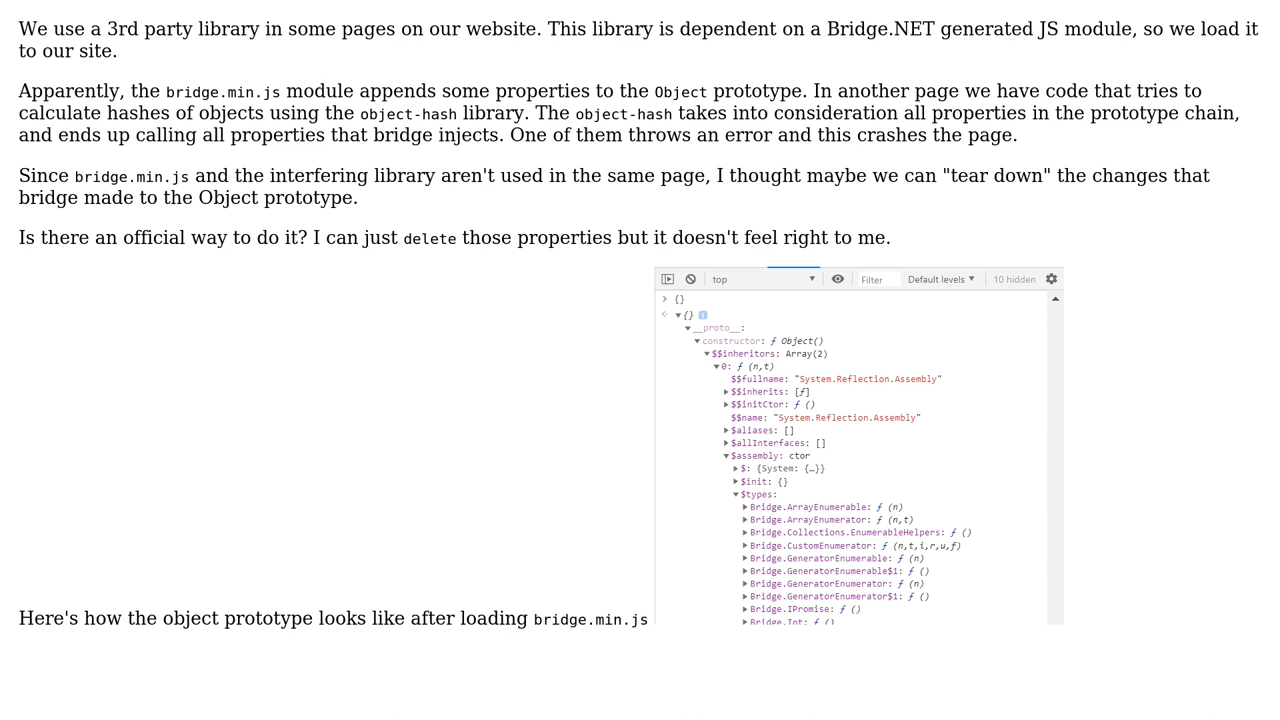 We use a 3rd party library in some pages on our website. This library is dependent on a Bridge.NET generated JS module, so we load it
to our site.
Apparently, the bridge.min.js module appends some properties to the Object prototype. In another page we have code that tries to
calculate hashes of objects using the object-hash library. The object-hash takes into consideration all properties in the prototype chain,
and ends up calling all properties that bridge injects. One of them throws an error and this crashes the page.
Since bridge.min.js and the interfering library aren't used in the same page, I thought maybe we can "tear down" the changes that
bridge made to the Object prototype.
Is there an official way to do it? I can just delete those properties but it doesn't feel right to me.
top Filter Default levels ▼ 10 hidden
> {}
{} i
__proto__:
constructor: ƒ Object()
$$inheritors: Array(2)
0: ƒ (n,t)
$$fullname: "System.Reflection.Assembly"
$$inherits: [ƒ]
$$initCtor: ƒ ()
$$name: "System.Reflection.Assembly"
$aliases: []
$allInterfaces: []
$assembly: ctor
$: {System: {…}}
$init: {}
$types:
Bridge.ArrayEnumerable: ƒ (n)
Bridge.ArrayEnumerator: ƒ (n,t)
Bridge.Collections.EnumerableHelpers: ƒ ()
Bridge.CustomEnumerator: ƒ (n,t,i,r,u,f)
Bridge.GeneratorEnumerable: ƒ (n)
Bridge.GeneratorEnumerable$1: ƒ ()
Bridge.GeneratorEnumerator: ƒ (n)
Bridge.GeneratorEnumerator$1: ƒ ()
Bridge.IPromise: ƒ ()
Bridge.Int: ƒ ()
Here's how the object prototype looks like after loading bridge.min.js